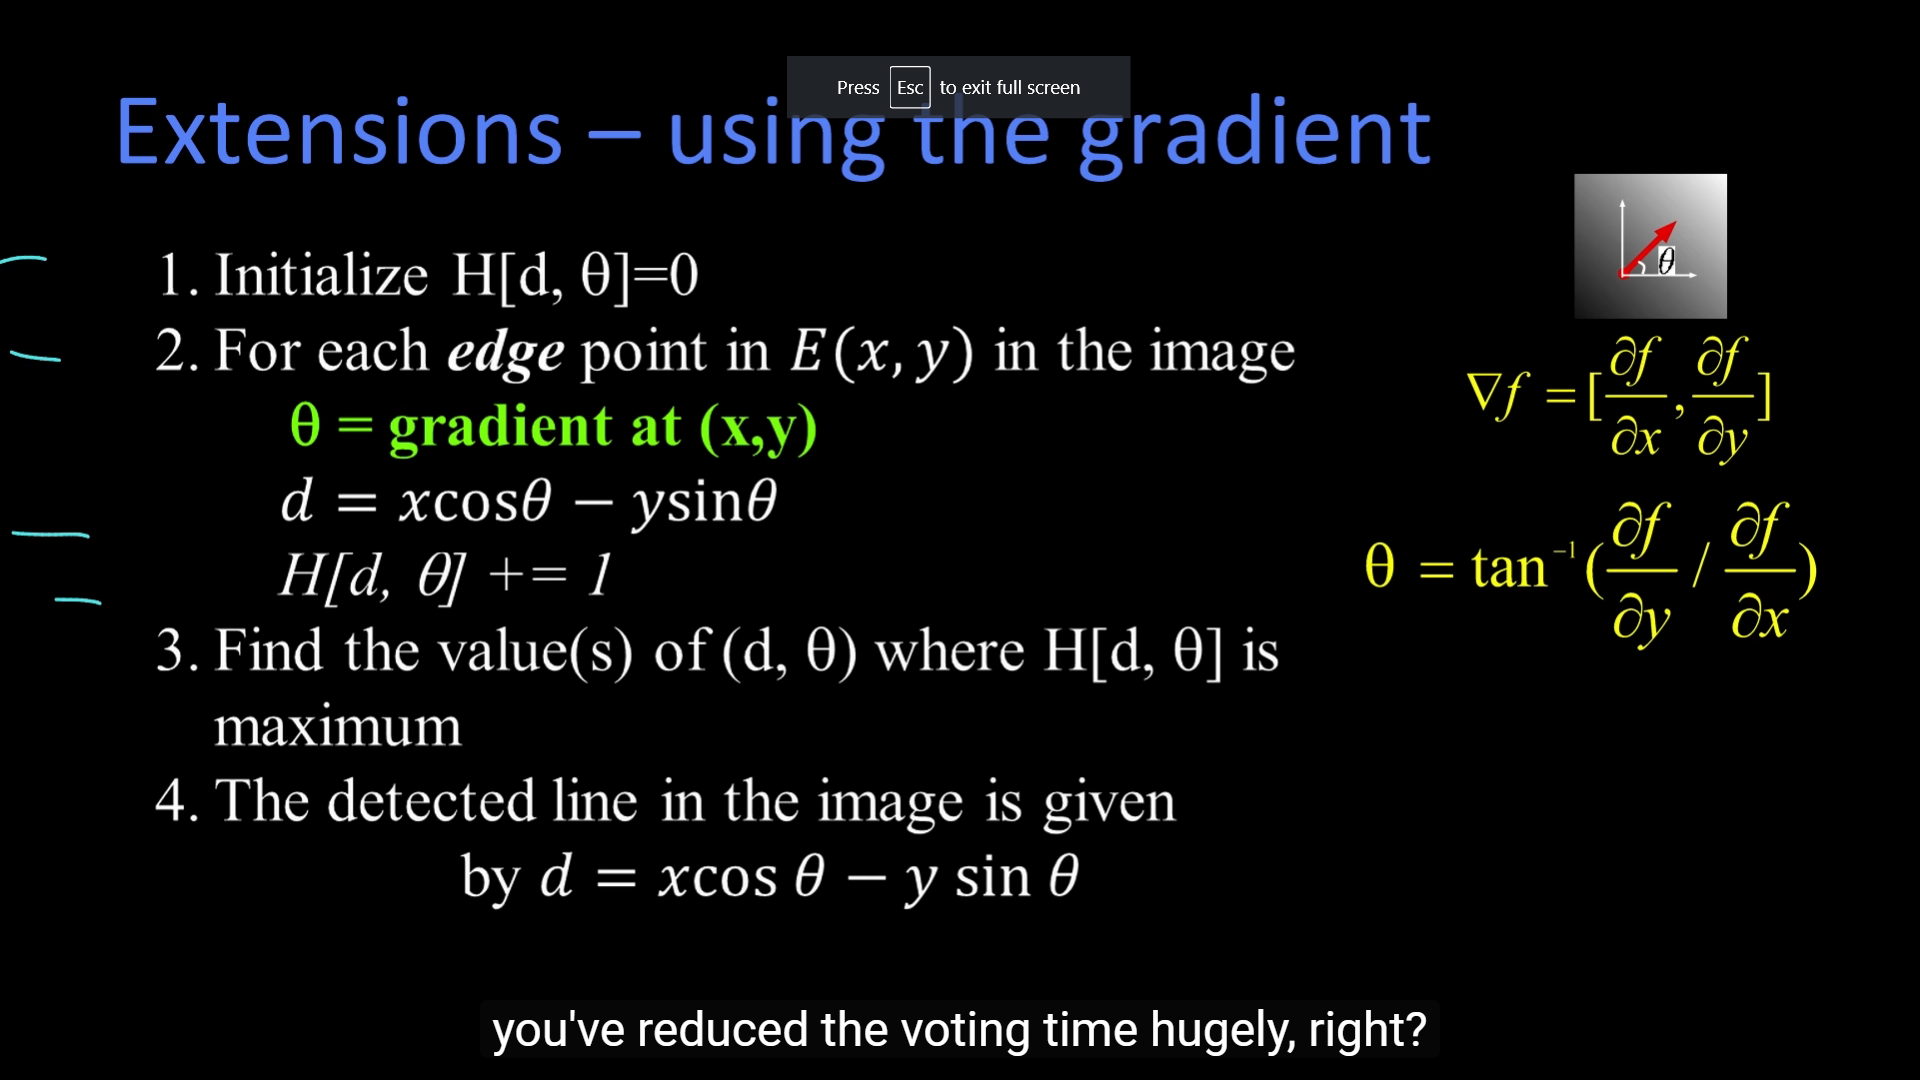 Press Esc to exit full screen
Extensions – using the gradient
1. Initialize H[d, θ]=0
2. For each edge point in E(x, y) in the image
θ = gradient at (x,y)
d = xcosθ − ysinθ
H[d, θ] += 1
3. Find the value(s) of (d, θ) where H[d, θ] is
maximum
4. The detected line in the image is given
by d = xcos θ − y sin θ
θ
∇f = [∂f/∂x, ∂f/∂y]
θ = tan⁻¹(∂f/∂y / ∂f/∂x)
you've reduced the voting time hugely, right?